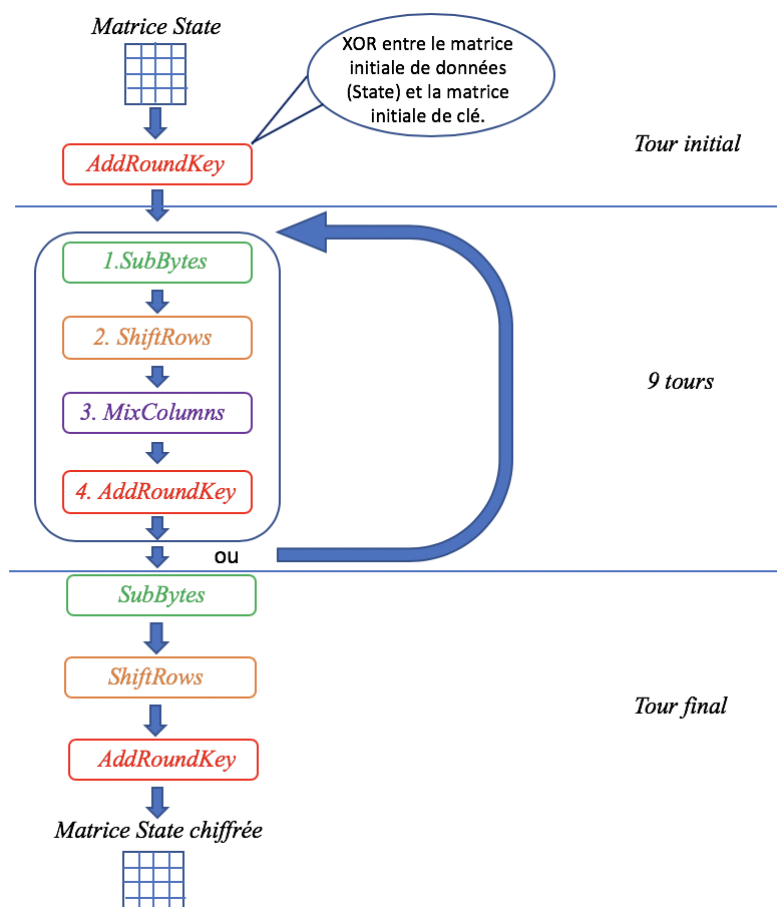 Matrice State
XOR entre le matrice
initiale de données
(State) et la matrice
initiale de clé.
Tour initial
AddRoundKey
1.SubBytes
2. ShiftRows
9 tours
3. MixColumns
4. AddRoundKey
ou
SubBytes
ShiftRows
Tour final
AddRoundKey
Matrice State chiffrée